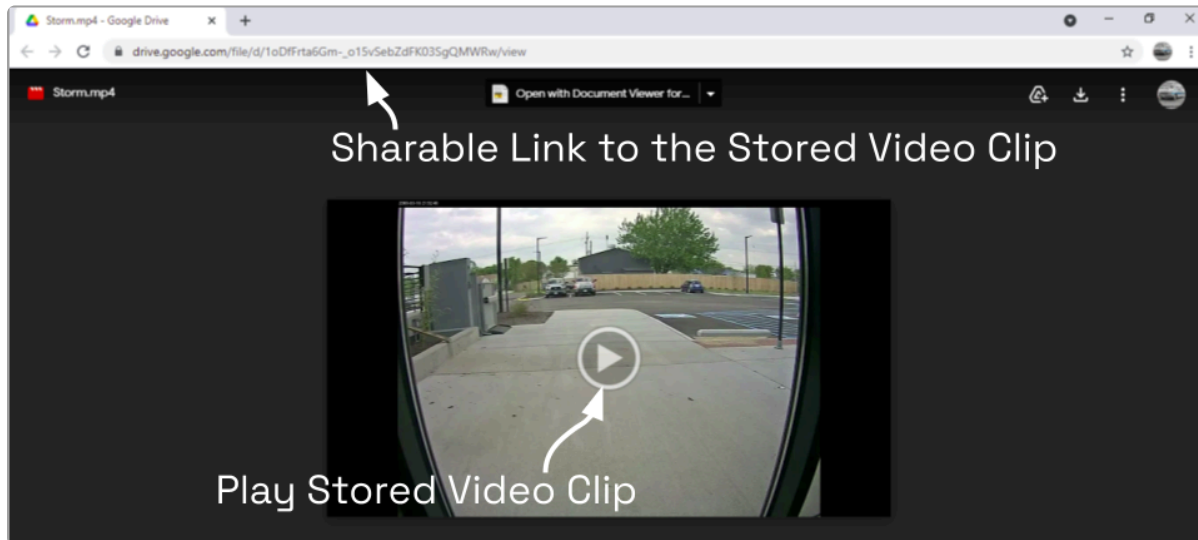 Storm.mp4 - Google Drive
drive.google.com/file/d/1oDfFrta6Gm-_o15vSebZdFK03SgQMWRw/view
Storm.mp4
Open with Document Viewer for...
Sharable Link to the Stored Video Clip
Play Stored Video Clip